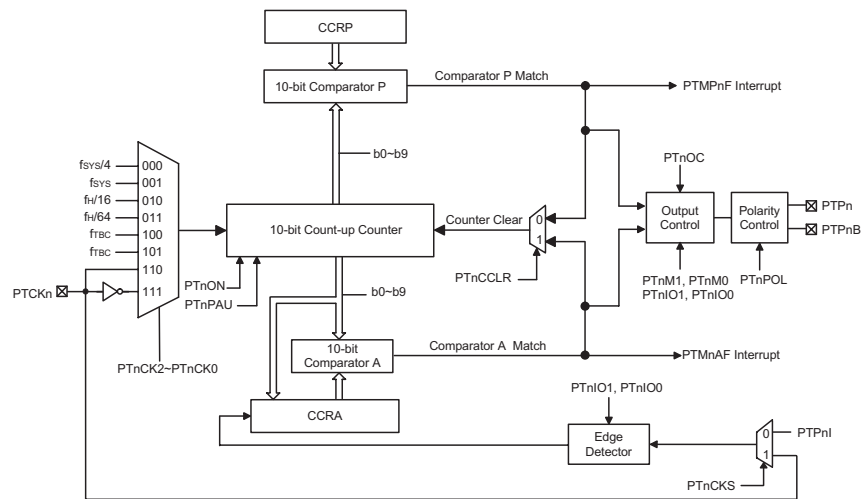 CCRP
10-bit Comparator P
Comparator P Match
PTMPnF Interrupt
b0~b9
fSYS/4
000
fSYS
001
fH/16
010
fH/64
011
fTBC
100
fTBC
101
110
111
PTCKn
PTnCK2~PTnCK0
10-bit Count-up Counter
PTnON
PTnPAU
b0~b9
Counter Clear
0
1
PTnCCLR
PTnOC
Output
Control
PTnM1, PTnM0
PTnIO1, PTnIO0
Polarity
Control
PTnPOL
PTPn
PTPnB
10-bit
Comparator A
Comparator A Match
PTMnAF Interrupt
CCRA
PTnIO1, PTnIO0
Edge
Detector
0
1
PTPnI
PTnCKS